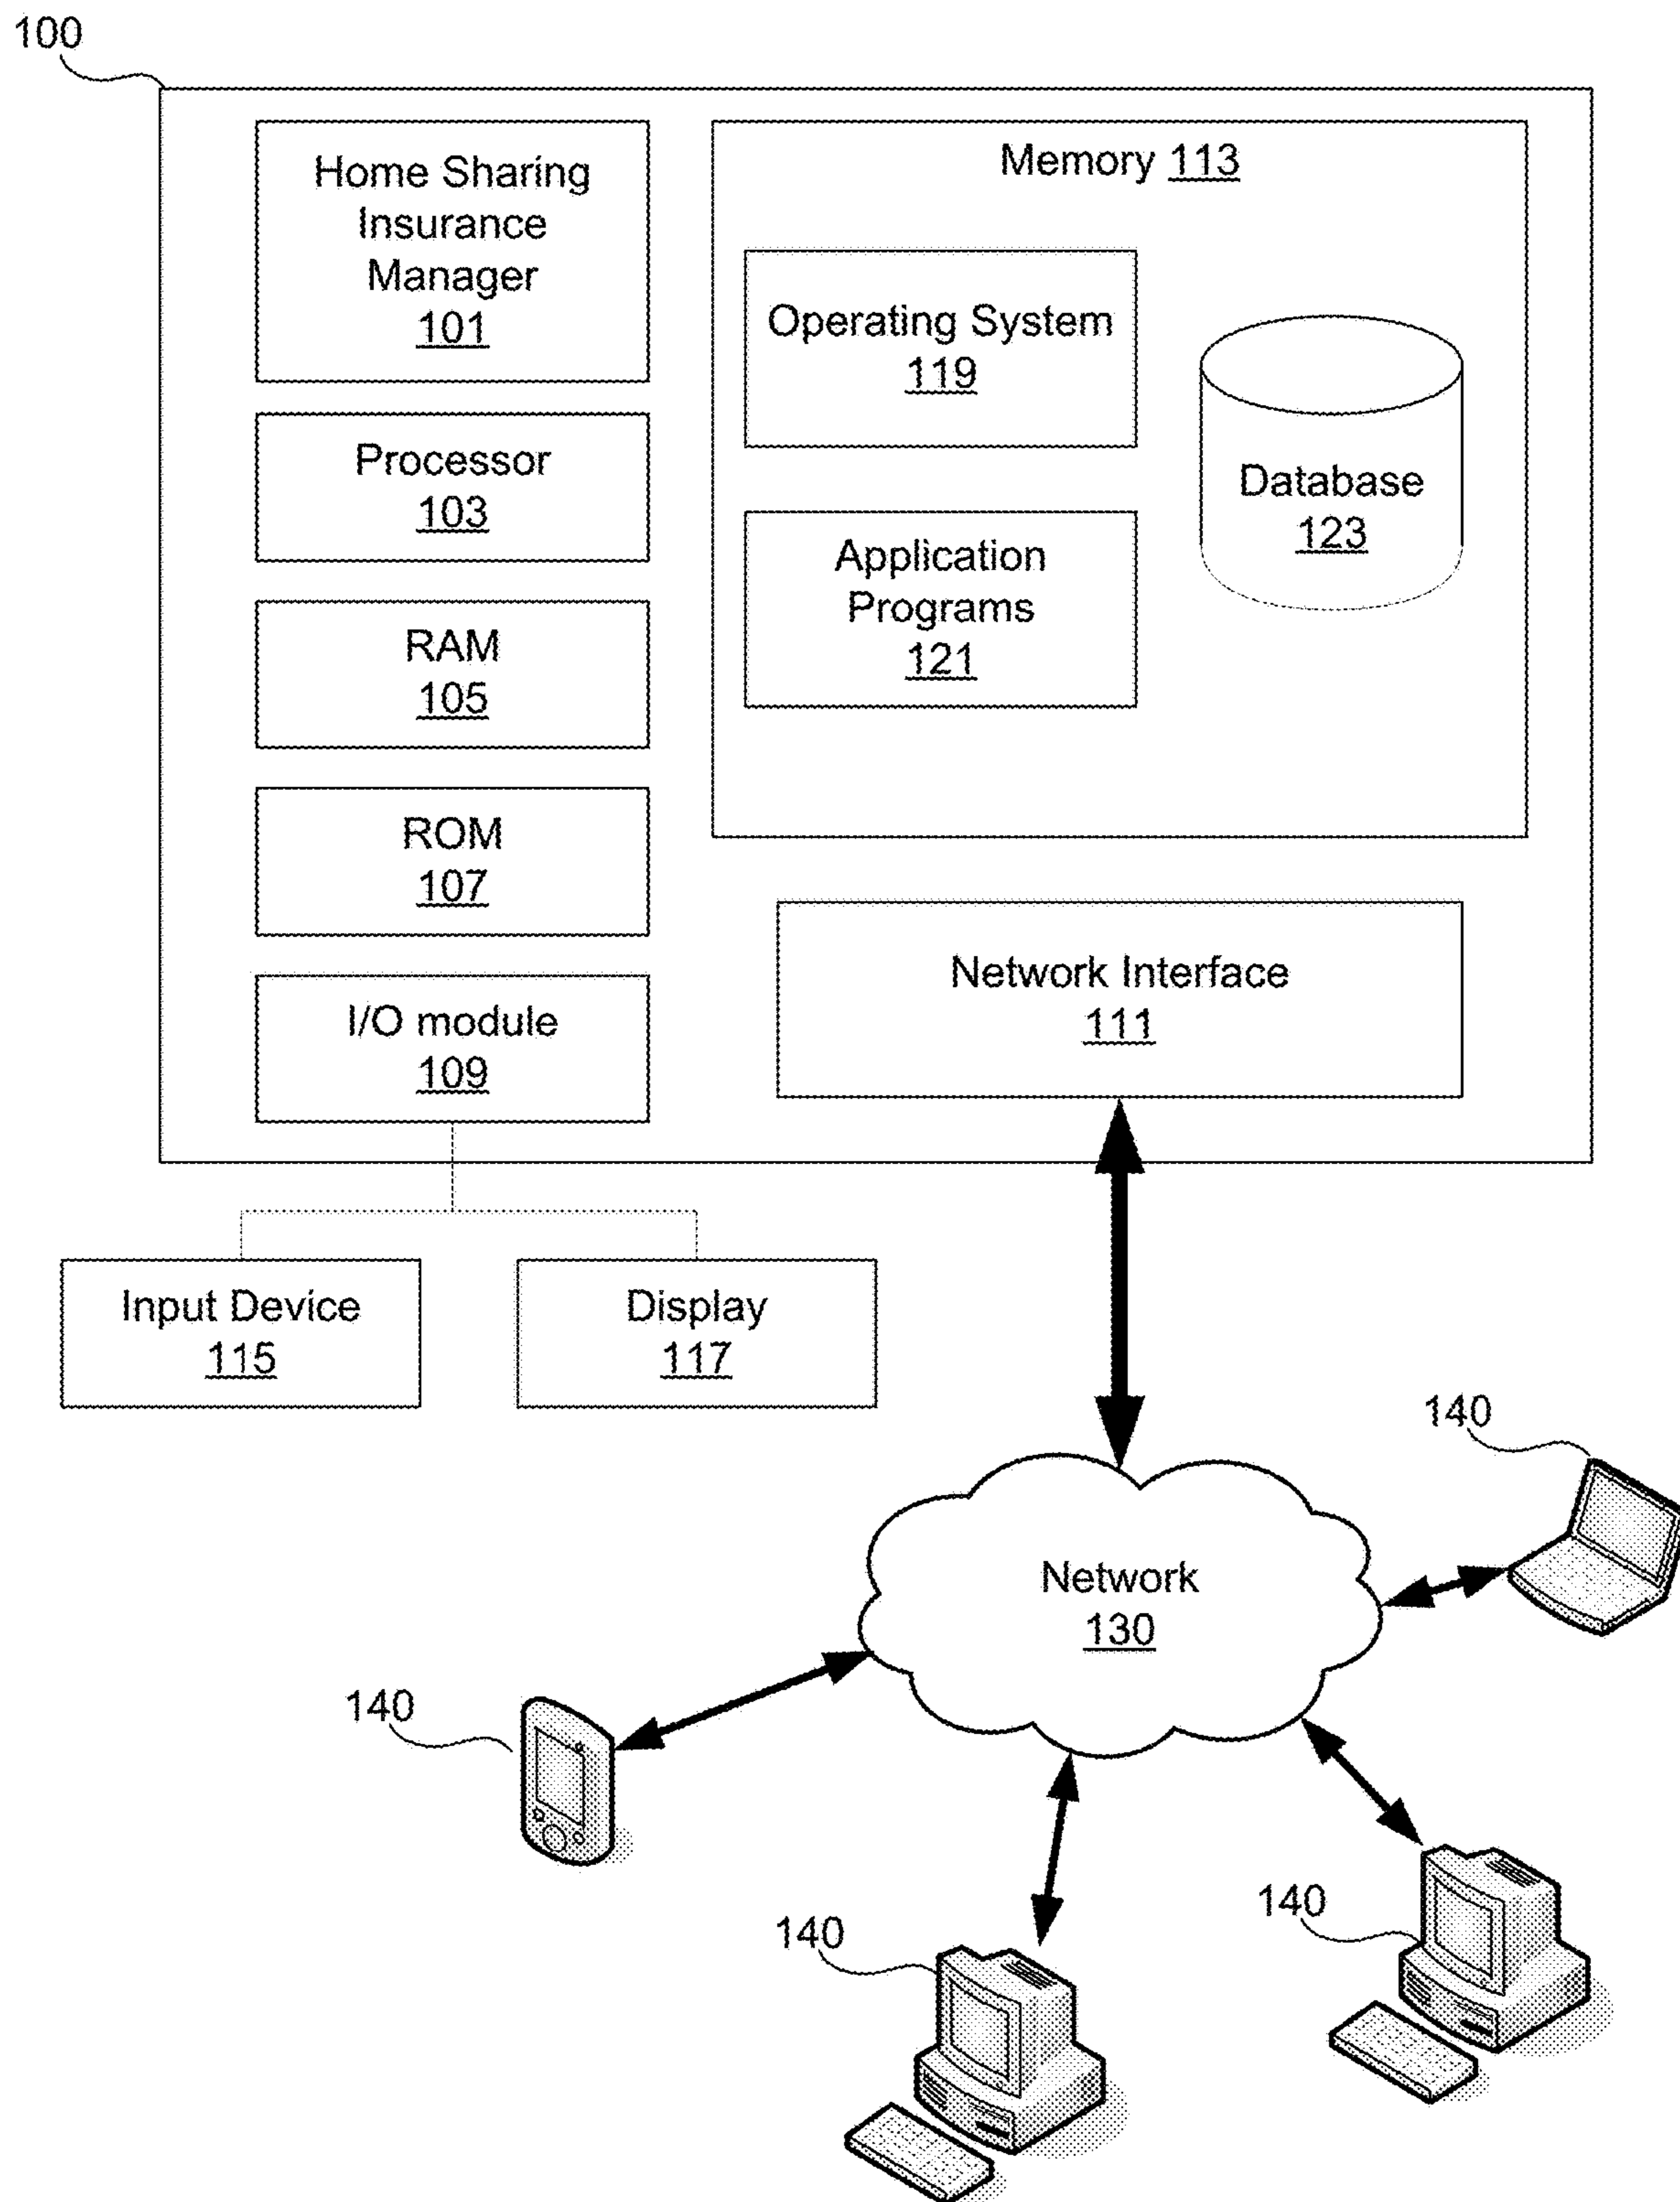 100
Home Sharing
Insurance
Manager
101
Processor
103
RAM
105
ROM
107
I/O module
109
Memory 113
Operating System
119
Application
Programs
121
Database
123
Network Interface
111
Input Device
115
Display
117
Network
130
140
140
140
140